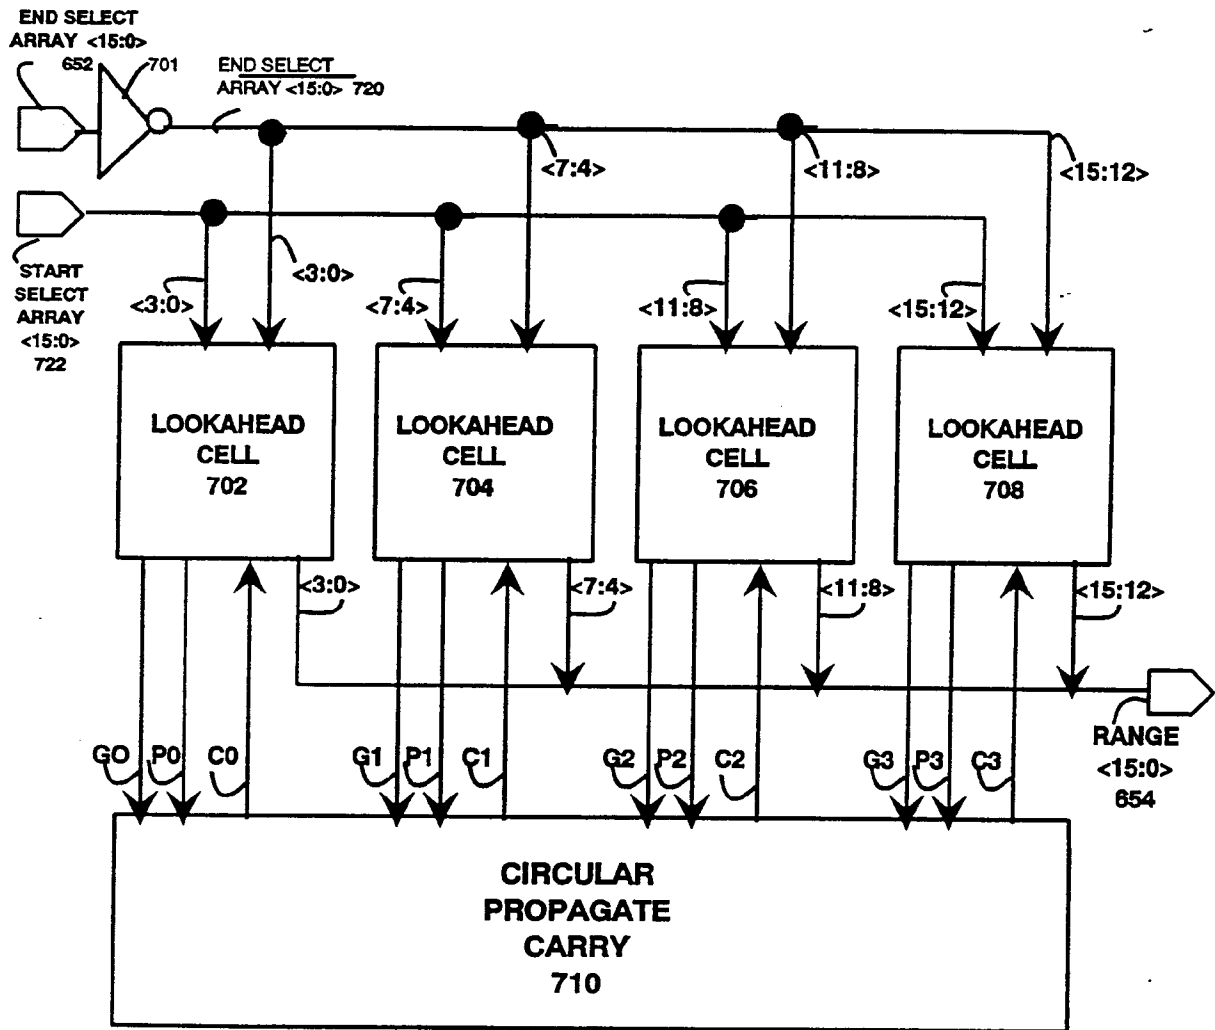 END SELECT
ARRAY <15:0>
652
701
END SELECT
ARRAY <15:0> 720
<7:4>
<11:8>
<15:12>
START
SELECT
ARRAY
<15:0>
722
<3:0>
<3:0>
<7:4>
<11:8>
<15:12>
LOOKAHEAD
CELL
702
LOOKAHEAD
CELL
704
LOOKAHEAD
CELL
706
LOOKAHEAD
CELL
708
<3:0>
<7:4>
<11:8>
<15:12>
GO P0 C0 G1 P1 C1 G2 P2 C2 G3 P3 C3
RANGE
<15:0>
654
CIRCULAR
PROPAGATE
CARRY
710